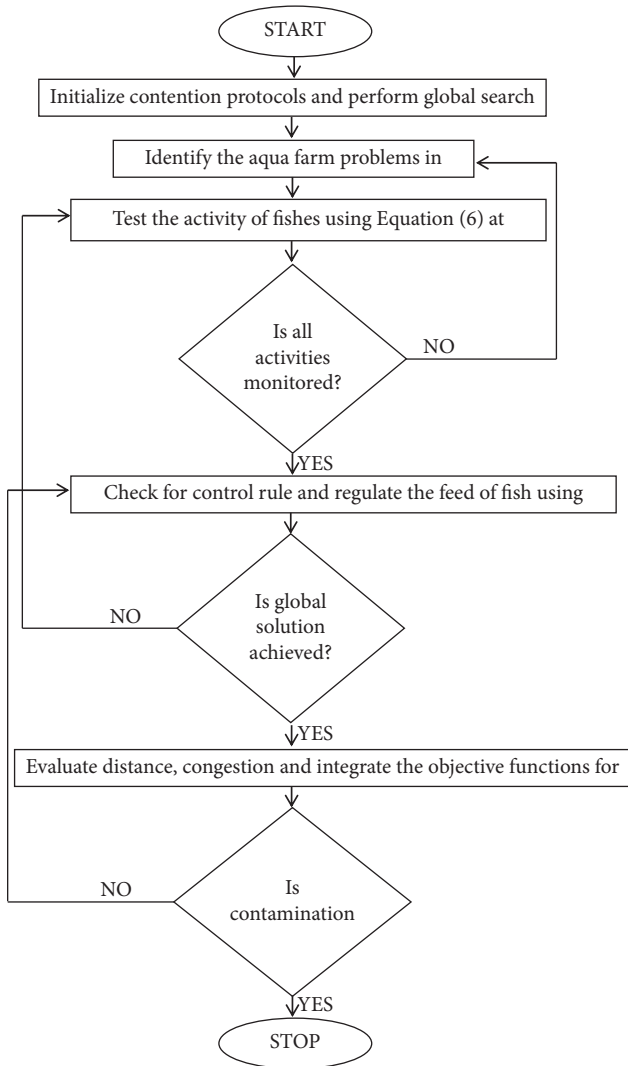 START
Initialize contention protocols and perform global search
Identify the aqua farm problems in
Test the activity of fishes using Equation (6) at
Is all
activities
monitored?
NO
YES
Check for control rule and regulate the feed of fish using
NO
Is global
solution
achieved?
YES
Evaluate distance, congestion and integrate the objective functions for
NO
Is
contamination
YES
STOP